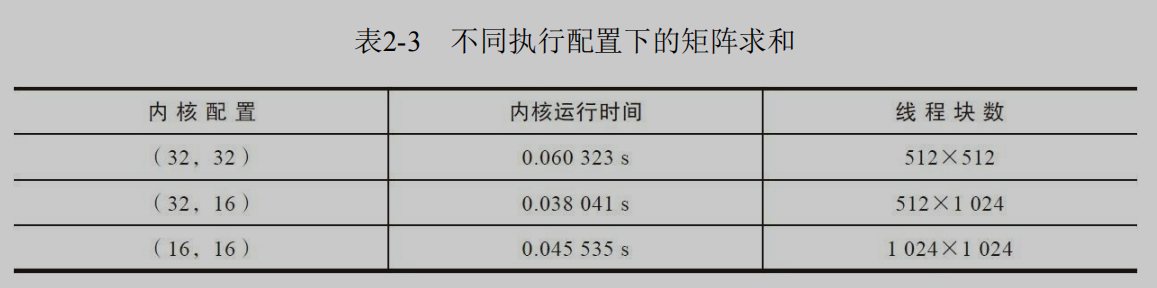 表2-3 不同执行配置下的矩阵求和
内核配置 内核运行时间 线程块数
(32, 32) 0.060 323 s 512×512
(32, 16) 0.038 041 s 512×1 024
(16, 16) 0.045 535 s 1 024×1 024